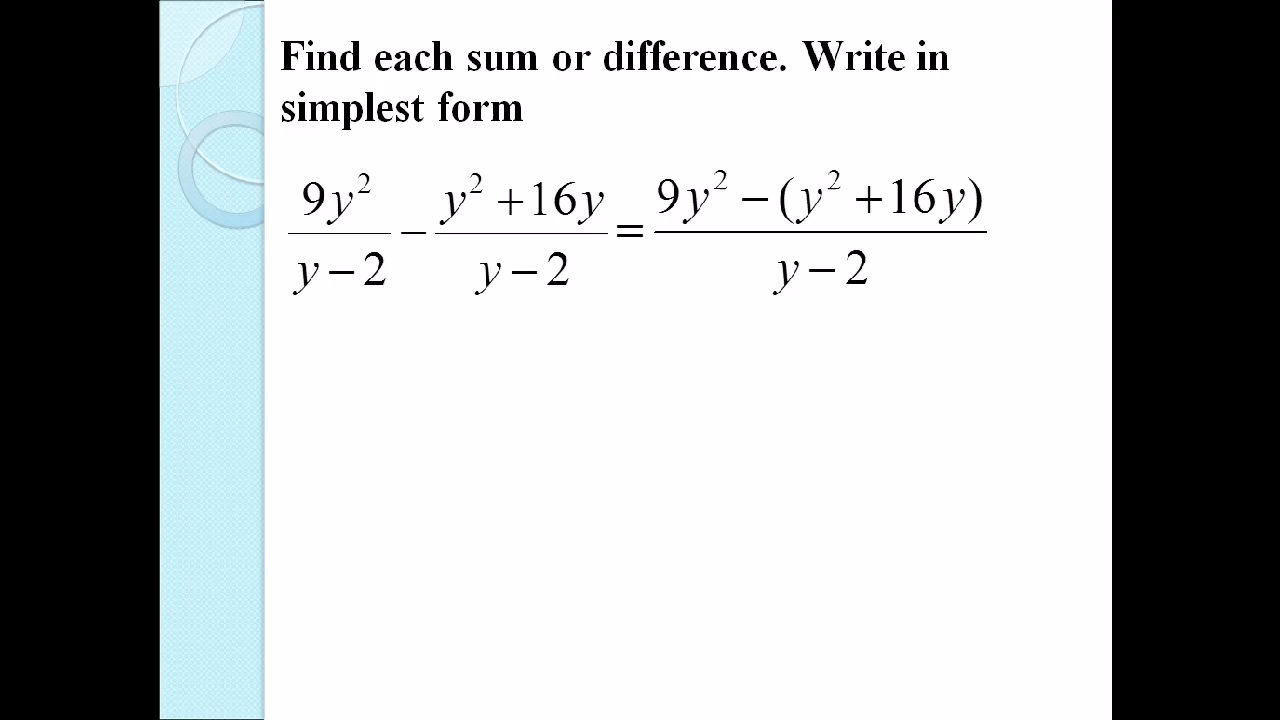 Find each sum or difference. Write in
simplest form
9y² / y − 2 − y² + 16y / y − 2 = 9y² − (y² + 16y) / y − 2